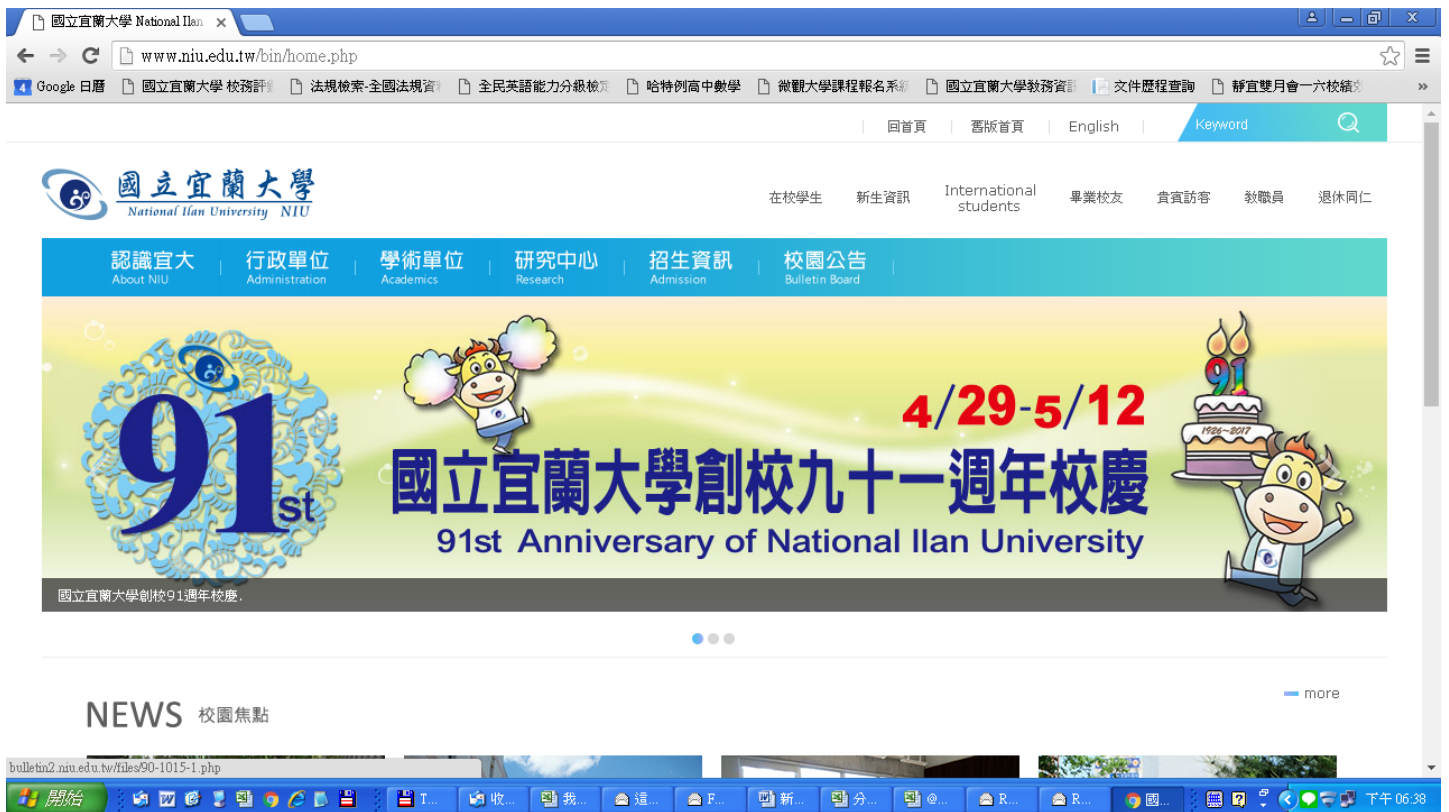 國立宜蘭大學 National Ilan
www.niu.edu.tw/bin/home.php
Google 日曆 國立宜蘭大學 校務評 法規檢索-全國法規資 全民英語能力分級檢定 哈特例高中數學 微觀大學課程報名系統 國立宜蘭大學教務資訊 文件歷程查詢 靜宜雙月會一六校績效 »
回首頁 舊版首頁 English Keyword
國立宜蘭大學
National Ilan University NIU
在校學生 新生資訊 International students 畢業校友 貴賓訪客 教職員 退休同仁
認識宜大 行政單位 學術單位 研究中心 招生資訊 校園公告
About NIU Administration Academics Research Admission Bulletin Board
91st
4/29-5/12
91
1926~2017
國立宜蘭大學創校九十一週年校慶
91st Anniversary of National Ilan University
國立宜蘭大學創校91週年校慶.
NEWS 校園焦點
more
bulletin2.niu.edu.tw/files/90-1015-1.php
開始 T... 收... 我... 這... F... 新... 分... @... R... R... 國... 下午 06:38